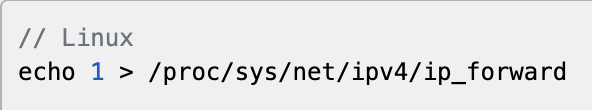 // Linux
echo 1 > /proc/sys/net/ipv4/ip_forward